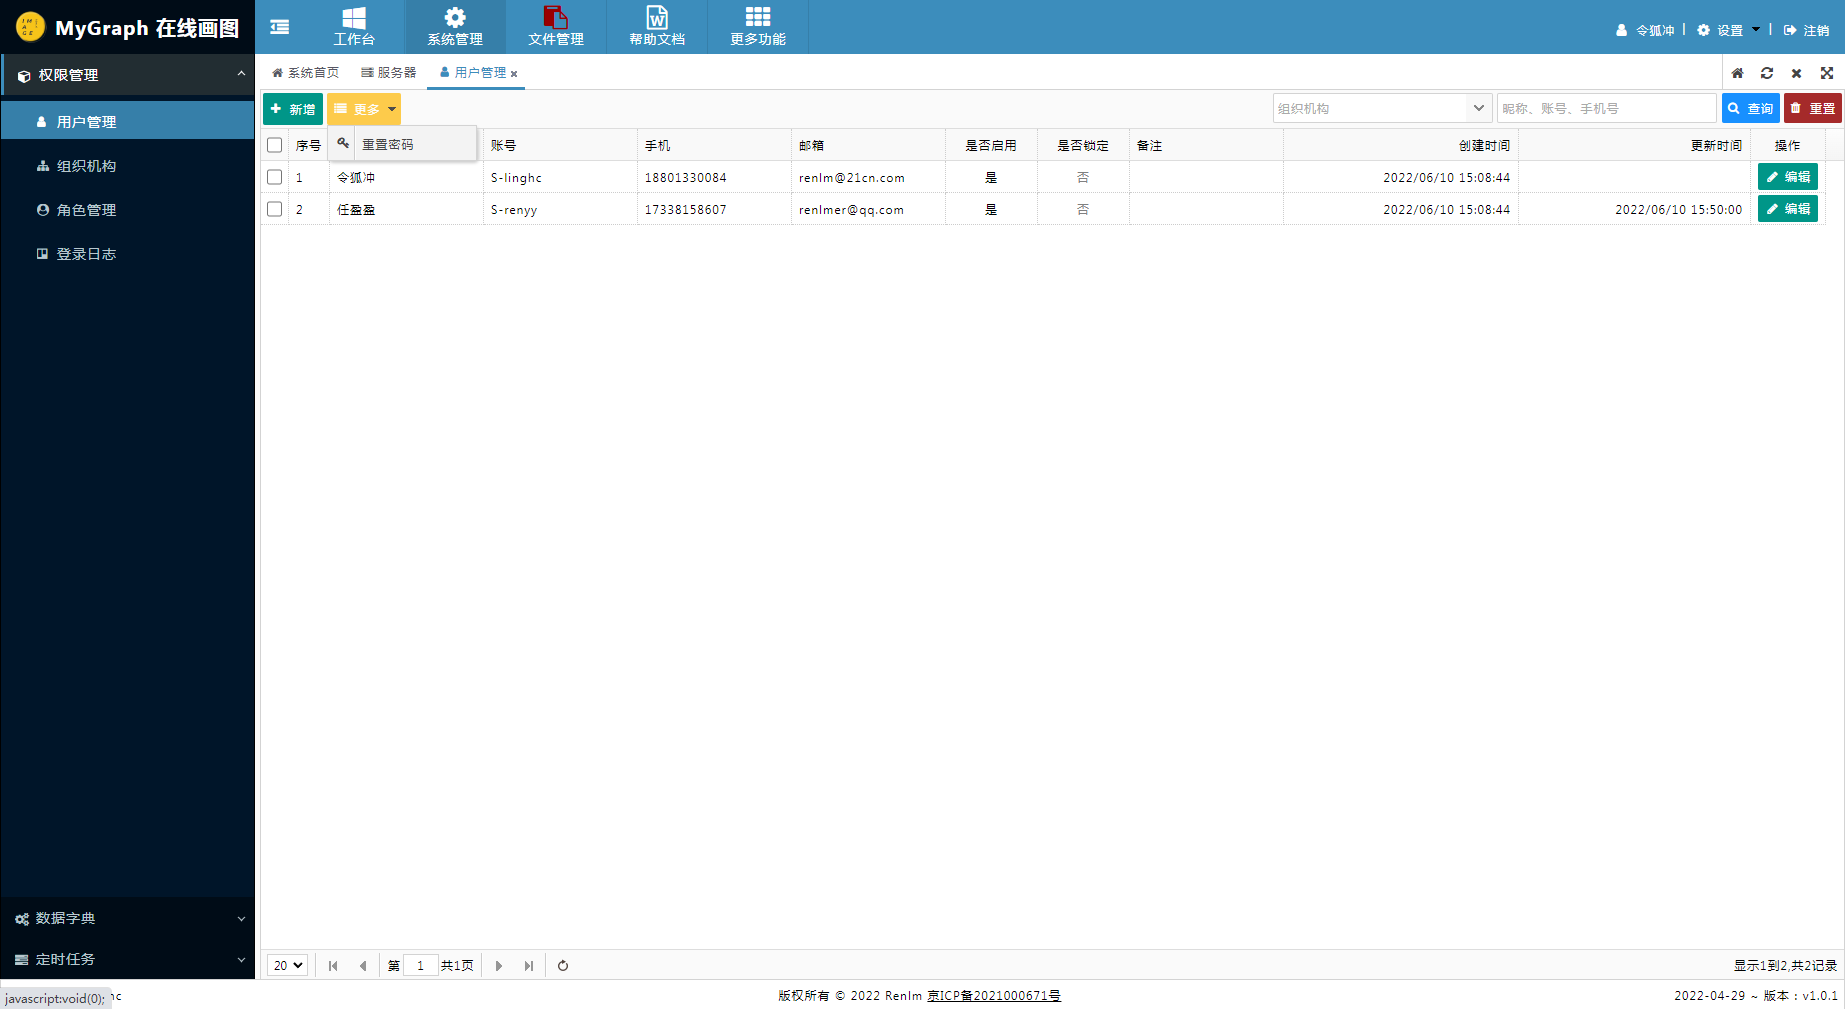 MyGraph 在线画图
工作台
系统管理
文件管理
帮助文档
更多功能
令狐冲 | 设置 | 注销
权限管理
用户管理
组织机构
角色管理
登录日志
数据字典
定时任务
系统首页 服务器 用户管理
新增 更多 组织机构 昵称、账号、手机号 查询 重置
重置密码
序号 账号 手机 邮箱 是否启用 是否锁定 备注 创建时间 更新时间 操作
1 令狐冲 S-linghc 18801330084 renlm@21cn.com 是 否 2022/06/10 15:08:44 编辑
2 任盈盈 S-renyy 17338158607 renlmer@qq.com 是 否 2022/06/10 15:08:44 2022/06/10 15:50:00 编辑
20 第 1 共1页 显示1到2,共2记录
javascript:void(0); hc 版权所有 © 2022 Renlm 京ICP备2021000671号 2022-04-29 ~ 版本：v1.0.1